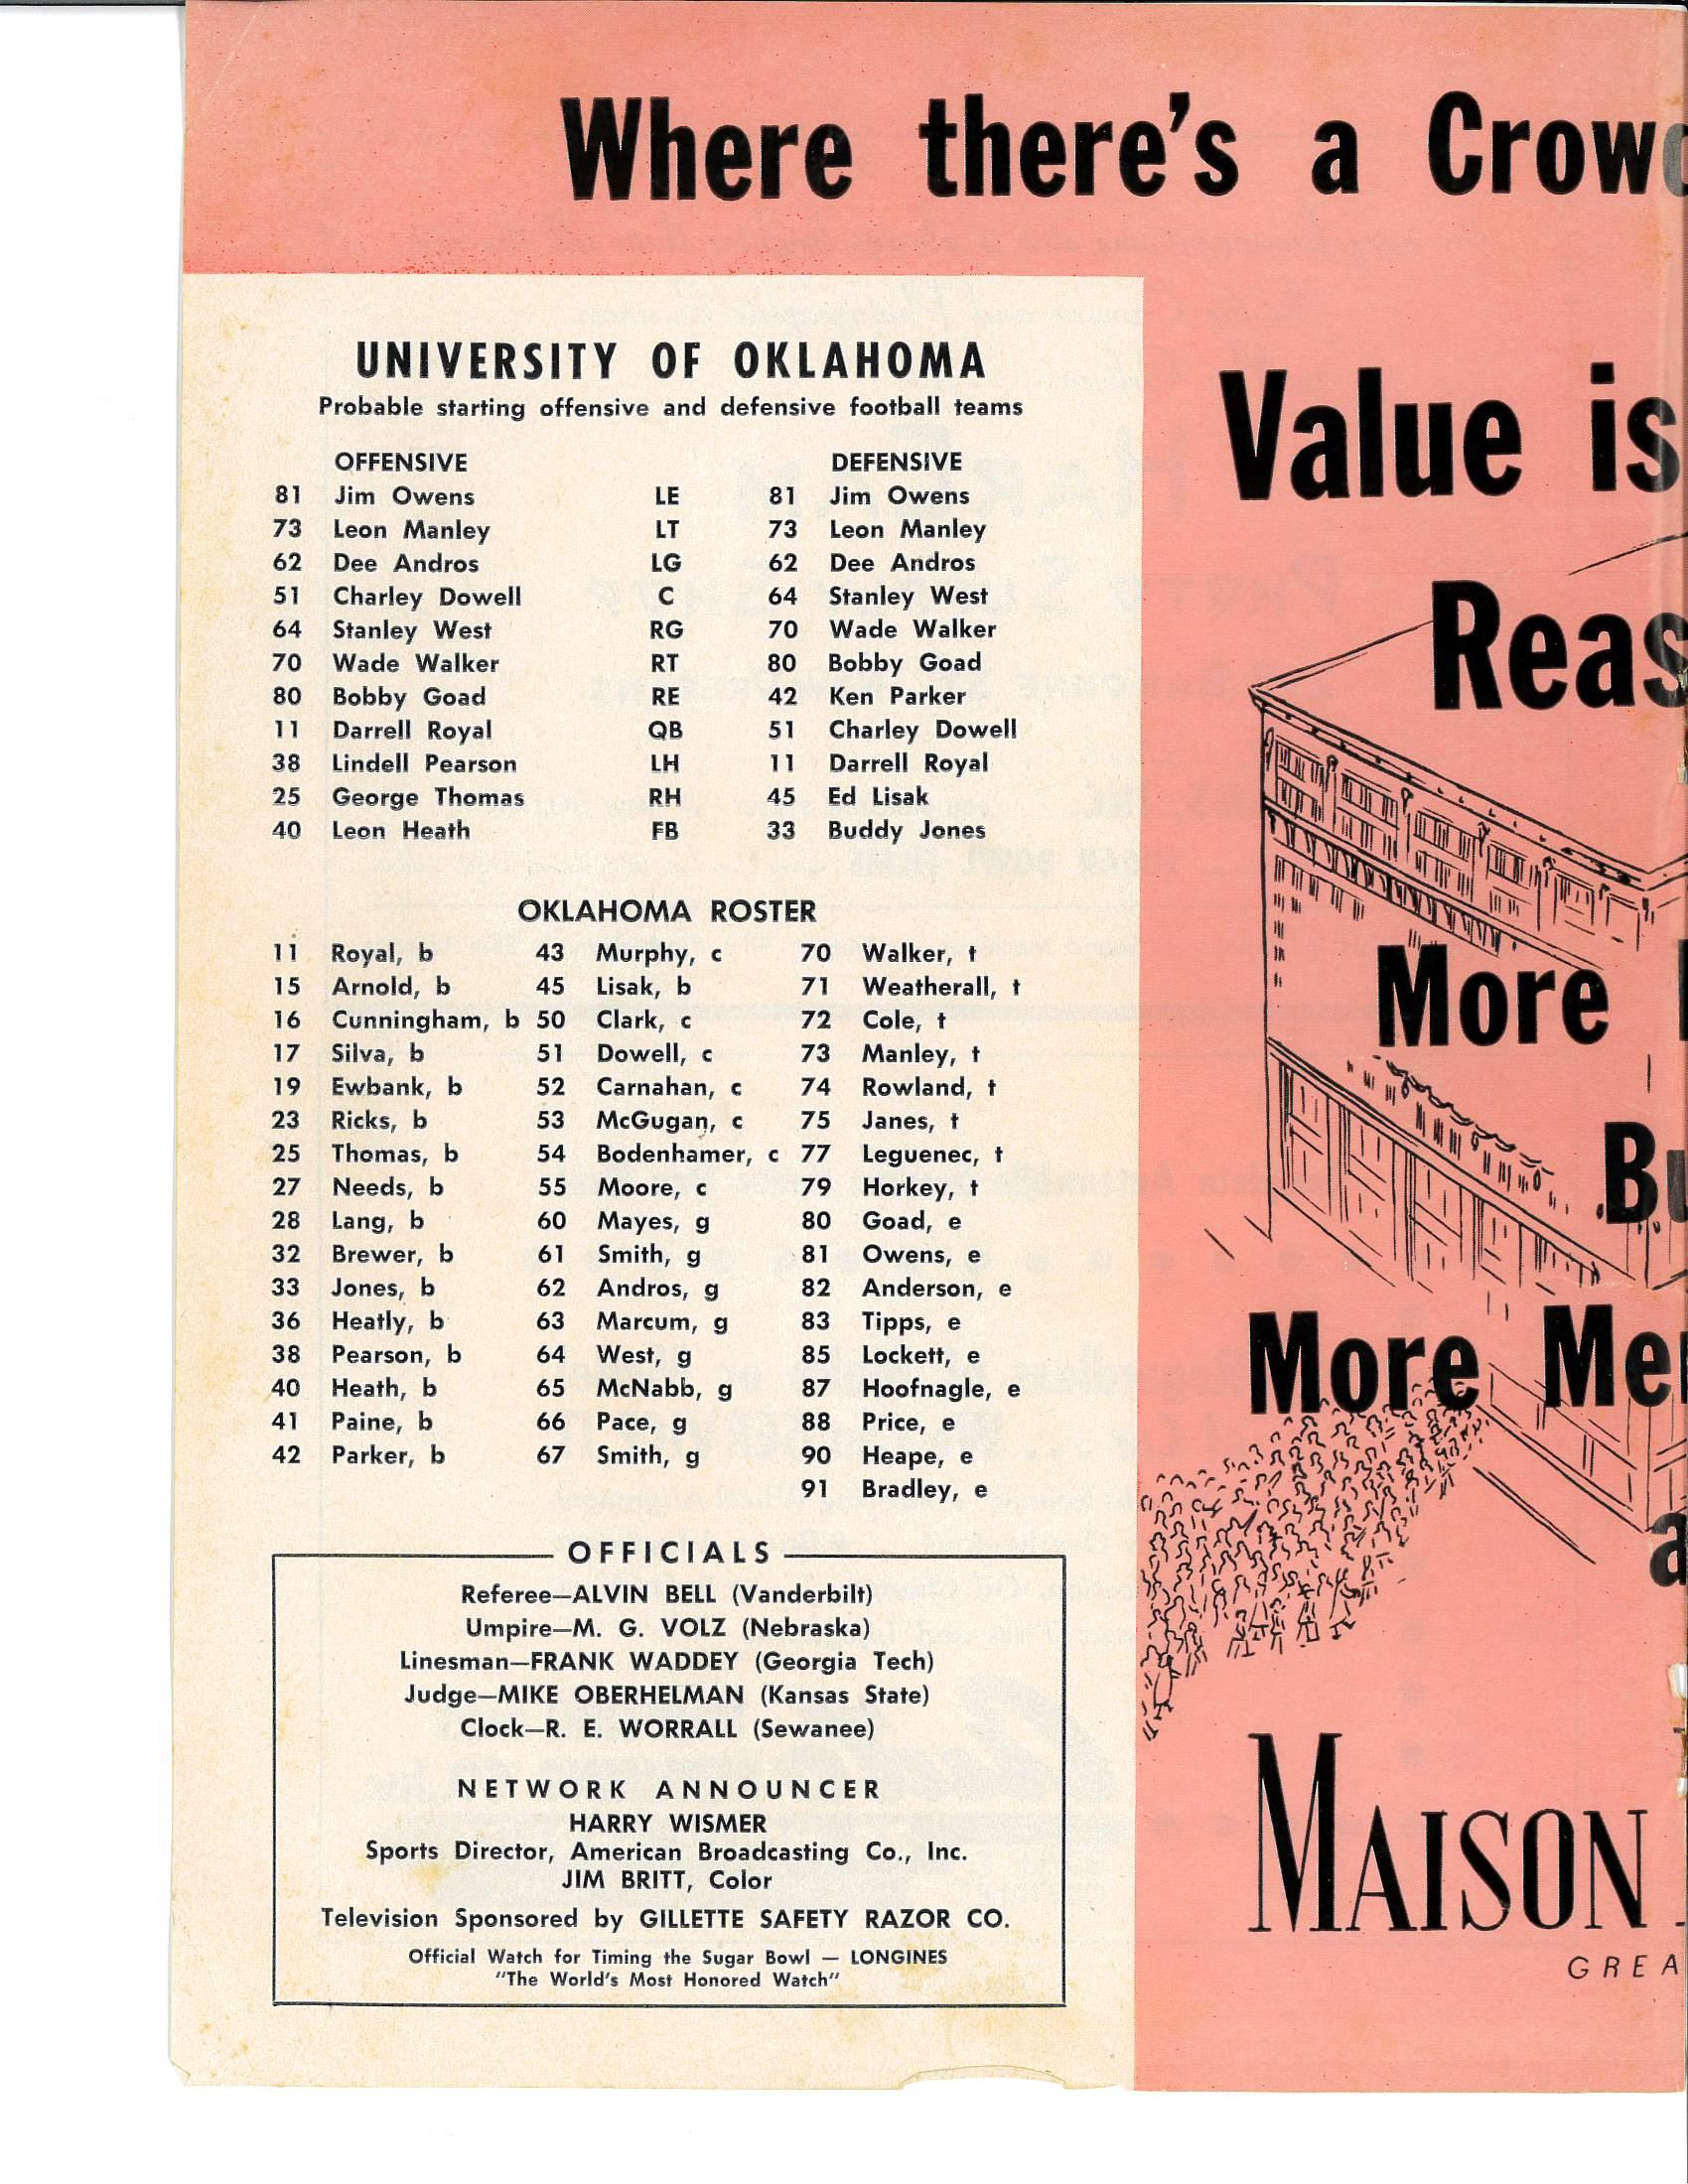 Where there's a Crow
UNIVERSITY OF OKLAHOMA
Probable starting offensive and defensive football teams
OFFENSIVE DEFENSIVE
81 Jim Owens LE 81 Jim Owens
73 Leon Manley LT 73 Leon Manley
62 Dee Andros LG 62 Dee Andros
51 Charley Dowell C 64 Stanley West
64 Stanley West RG 70 Wade Walker
70 Wade Walker RT 80 Bobby Goad
80 Bobby Goad RE 42 Ken Parker
11 Darrell Royal QB 51 Charley Dowell
38 Lindell Pearson LH 11 Darrell Royal
25 George Thomas RH 45 Ed Lisak
40 Leon Heath FB 33 Buddy Jones
OKLAHOMA ROSTER
11 Royal, b 43 Murphy, c 70 Walker, t
15 Arnold, b 45 Lisak, b 71 Weatherall, t
16 Cunningham, b 50 Clark, c 72 Cole, t
17 Silva, b 51 Dowell, c 73 Manley, t
19 Ewbank, b 52 Carnahan, c 74 Rowland, t
23 Ricks, b 53 McGugan, c 75 Janes, t
25 Thomas, b 54 Bodenhamer, c 77 Leguenec, t
27 Needs, b 55 Moore, c 79 Horkey, t
28 Lang, b 60 Mayes, g 80 Goad, e
32 Brewer, b 61 Smith, g 81 Owens, e
33 Jones, b 62 Andros, g 82 Anderson, e
36 Heatly, b 63 Marcum, g 83 Tipps, e
38 Pearson, b 64 West, g 85 Lockett, e
40 Heath, b 65 McNabb, g 87 Hoofnagle, e
41 Paine, b 66 Pace, g 88 Price, e
42 Parker, b 67 Smith, g 90 Heape, e
91 Bradley, e
OFFICIALS
Referee—ALVIN BELL (Vanderbilt)
Umpire—M. G. VOLZ (Nebraska)
Linesman—FRANK WADDEY (Georgia Tech)
Judge—MIKE OBERHELMAN (Kansas State)
Clock—R. E. WORRALL (Sewanee)
NETWORK ANNOUNCER
HARRY WISMER
Sports Director, American Broadcasting Co., Inc.
JIM BRITT, Color
Television Sponsored by GILLETTE SAFETY RAZOR CO.
Official Watch for Timing the Sugar Bowl — LONGINES
"The World's Most Honored Watch"
Value is
Reas
More
Bu
More Me
a
MAISON
GREA